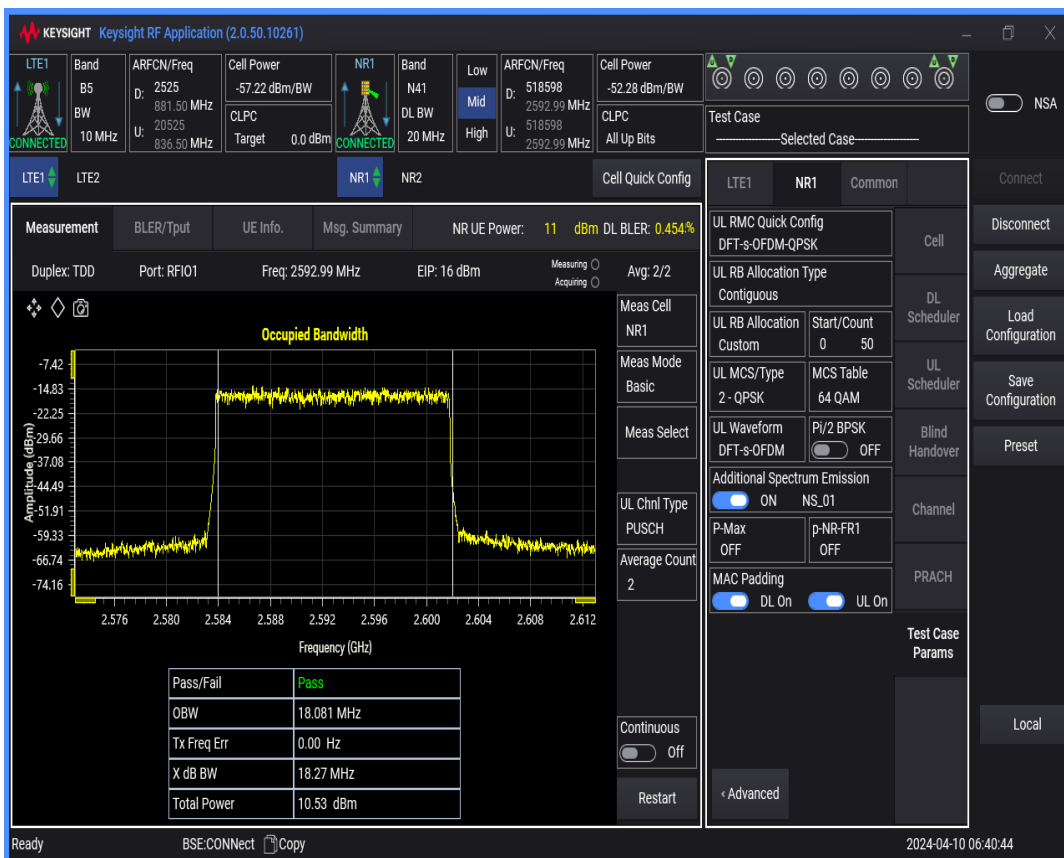 KEYSIGHT Keysight RF Application (2.0.50.10261)
LTE1 Band ARFCN/Freq Cell Power NR1 Band Low ARFCN/Freq Cell Power
B5 D: 2525 -57.22 dBm/BW N41 D: 518598 -52.28 dBm/BW
881.50 MHz 2592.99 MHz
BW CLPC DL BW Mid CLPC Test Case
U: 20525 U: 518598
CONNECTED 10 MHz 836.50 MHz Target 0.0 dBm CONNECTED 20 MHz High 2592.99 MHz All Up Bits ----------------Selected Case----------------
NSA
LTE1 LTE2 NR1 NR2 Cell Quick Config
LTE1 NR1 Common
Connect
Measurement BLER/Tput UE Info. Msg. Summary NR UE Power: 11 dBm DL BLER: 0.454%
Duplex: TDD Port: RFIO1 Freq: 2592.99 MHz EIP: 16 dBm Measuring Avg: 2/2
Acquiring
Occupied Bandwidth
Amplitude (dBm)
-7.42
-14.83
-22.25
-29.66
-37.08
-44.49
-51.91
-59.33
-66.74
-74.16
2.576 2.580 2.584 2.588 2.592 2.596 2.600 2.604 2.608 2.612
Frequency (GHz)
Pass/Fail Pass
OBW 18.081 MHz
Tx Freq Err 0.00 Hz
X dB BW 18.27 MHz
Total Power 10.53 dBm
Meas Cell
NR1
Meas Mode
Basic
Meas Select
UL Chnl Type
PUSCH
Average Count
2
Continuous
Off
Restart
UL RMC Quick Config
DFT-s-OFDM-QPSK
UL RB Allocation Type
Contiguous
UL RB Allocation Start/Count
Custom 0 50
UL MCS/Type MCS Table
2 - QPSK 64 QAM
UL Waveform Pi/2 BPSK
DFT-s-OFDM OFF
Additional Spectrum Emission
ON NS_01
P-Max p-NR-FR1
OFF OFF
MAC Padding
DL On UL On
‹ Advanced
Cell
DL
Scheduler
UL
Scheduler
Blind
Handover
Channel
PRACH
Test Case
Params
Disconnect
Aggregate
Load
Configuration
Save
Configuration
Preset
Local
Ready BSE:CONNect Copy 2024-04-10 06:40:44